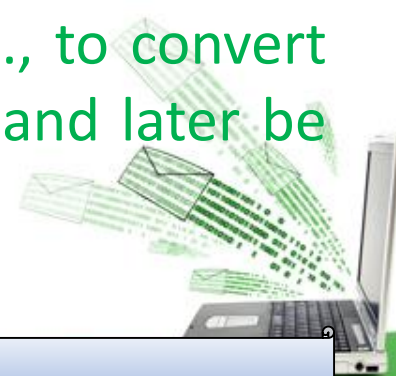 ., to convert
and later be